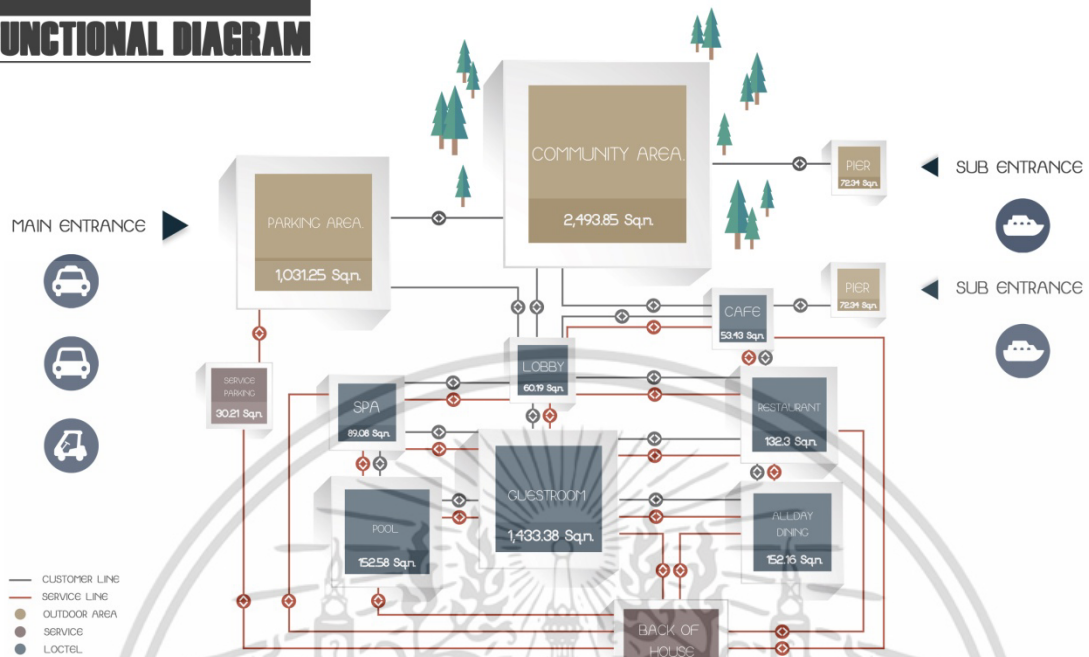 UNCTIONAL DIAGRAM
COMMUNITY AREA.
2,493.85 Sq.m.
PIER
72.34 Sq.m.
SUB ENTRANCE
MAIN ENTRANCE
PARKING AREA.
1,031.25 Sq.m.
PIER
72.34 Sq.m.
SUB ENTRANCE
CAFE
53.43 Sq.m.
LOBBY
60.19 Sq.m.
SERVICE
PARKING
30.21 Sq.m.
SPA
89.08 Sq.m.
RESTAURANT
132.3 Sq.m.
GUESTROOM
1,433.38 Sq.m.
POOL
152.58 Sq.m.
ALLDAY
DINING
152.16 Sq.m.
CUSTOMER LINE
SERVICE LINE
OUTDOOR AREA
SERVICE
LOCTEL
BACK OF
HOUSE